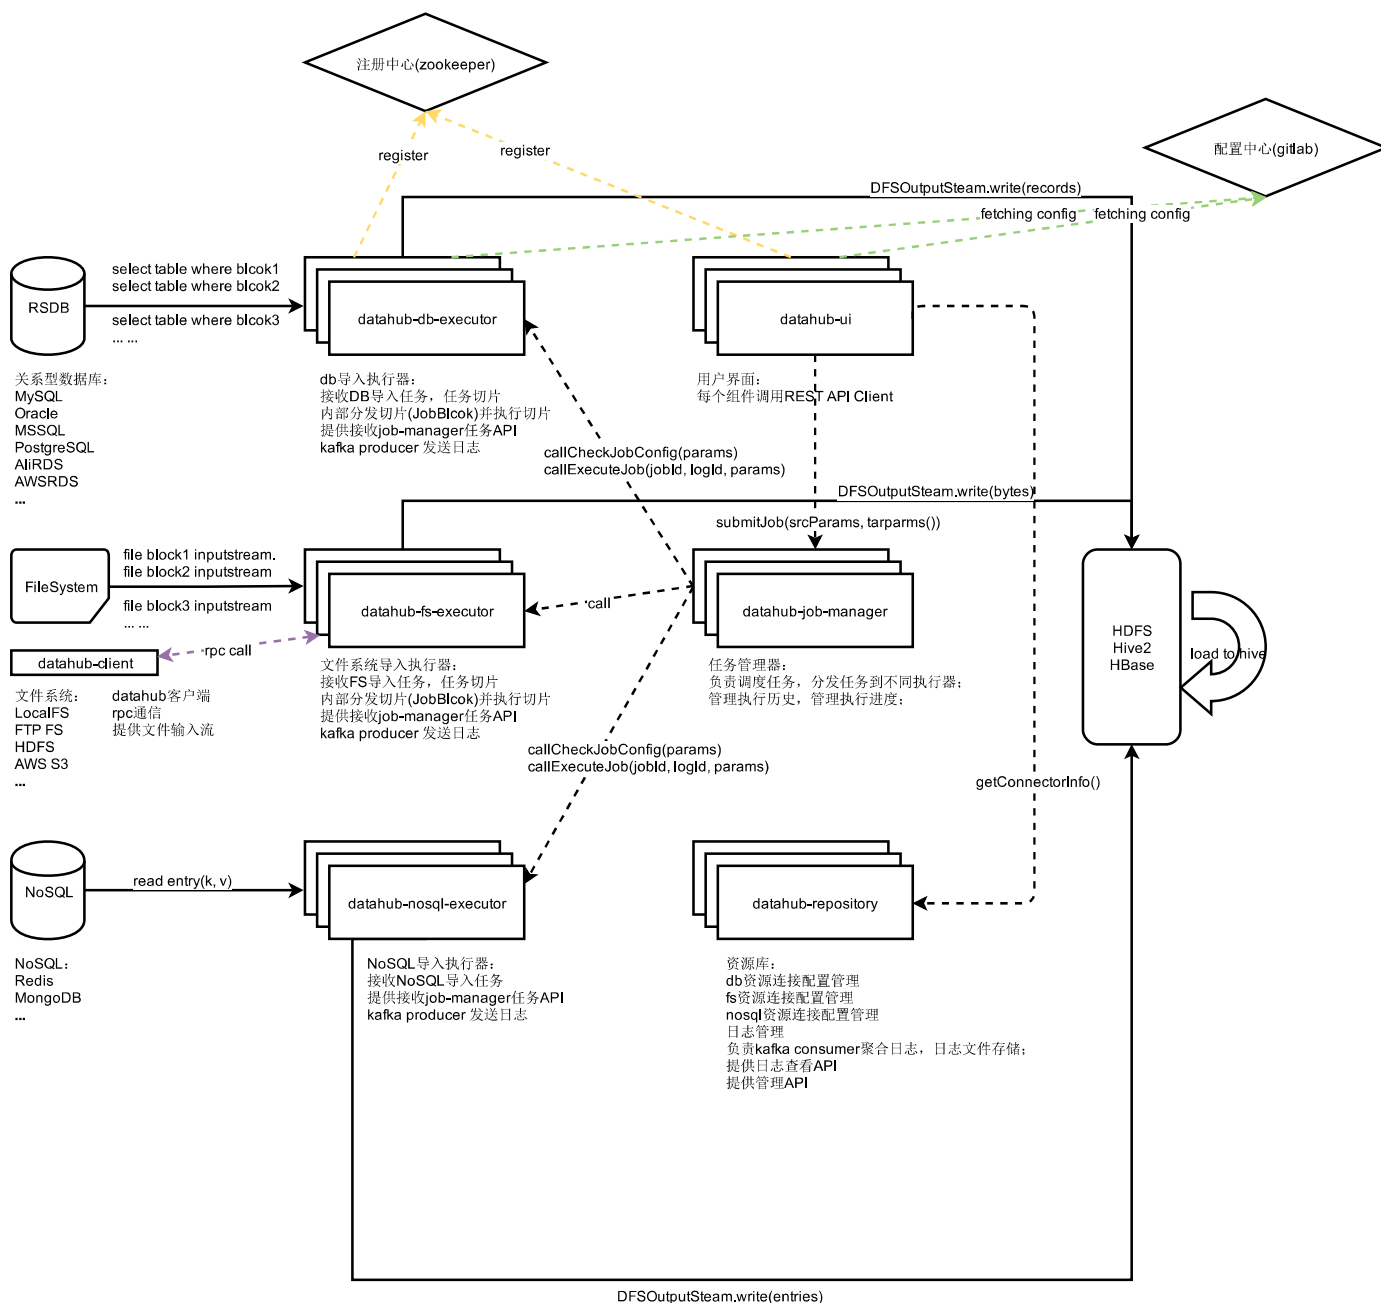 注册中心(zookeeper)
配置中心(gitlab)
register
register
DFSOutputSteam.write(records)
fetching config
fetching config
RSDB
select table where blcok1
select table where blcok2
select table where blcok3
... ...
datahub-db-executor
datahub-ui
关系型数据库：
MySQL
Oracle
MSSQL
PostgreSQL
AliRDS
AWSRDS
...
db导入执行器：
接收DB导入任务，任务切片
内部分发切片(JobBlcok)并执行切片
提供接收job-manager任务API
kafka producer 发送日志
用户界面：
每个组件调用REST API Client
callCheckJobConfig(params)
callExecuteJob(jobId, logId, params)
DFSOutputSteam.write(bytes)
submitJob(srcParams, tarparms())
FileSystem
file block1 inputstream.
file block2 inputstream
file block3 inputstream
... ...
datahub-fs-executor
call
datahub-job-manager
HDFS
Hive2
HBase
load to hive
datahub-client
rpc call
文件系统：
LocalFS
FTP FS
HDFS
AWS S3
...
datahub客户端
rpc通信
提供文件输入流
文件系统导入执行器：
接收FS导入任务，任务切片
内部分发切片(JobBlcok)并执行切片
提供接收job-manager任务API
kafka producer 发送日志
任务管理器：
负责调度任务，分发任务到不同执行器；
管理执行历史，管理执行进度；
callCheckJobConfig(params)
callExecuteJob(jobId, logId, params)
getConnectorInfo()
NoSQL
read entry(k, v)
datahub-nosql-executor
datahub-repository
NoSQL：
Redis
MongoDB
...
NoSQL导入执行器：
接收NoSQL导入任务
提供接收job-manager任务API
kafka producer 发送日志
资源库：
db资源连接配置管理
fs资源连接配置管理
nosql资源连接配置管理
日志管理
负责kafka consumer聚合日志，日志文件存储；
提供日志查看API
提供管理API
DFSOutputSteam.write(entries)